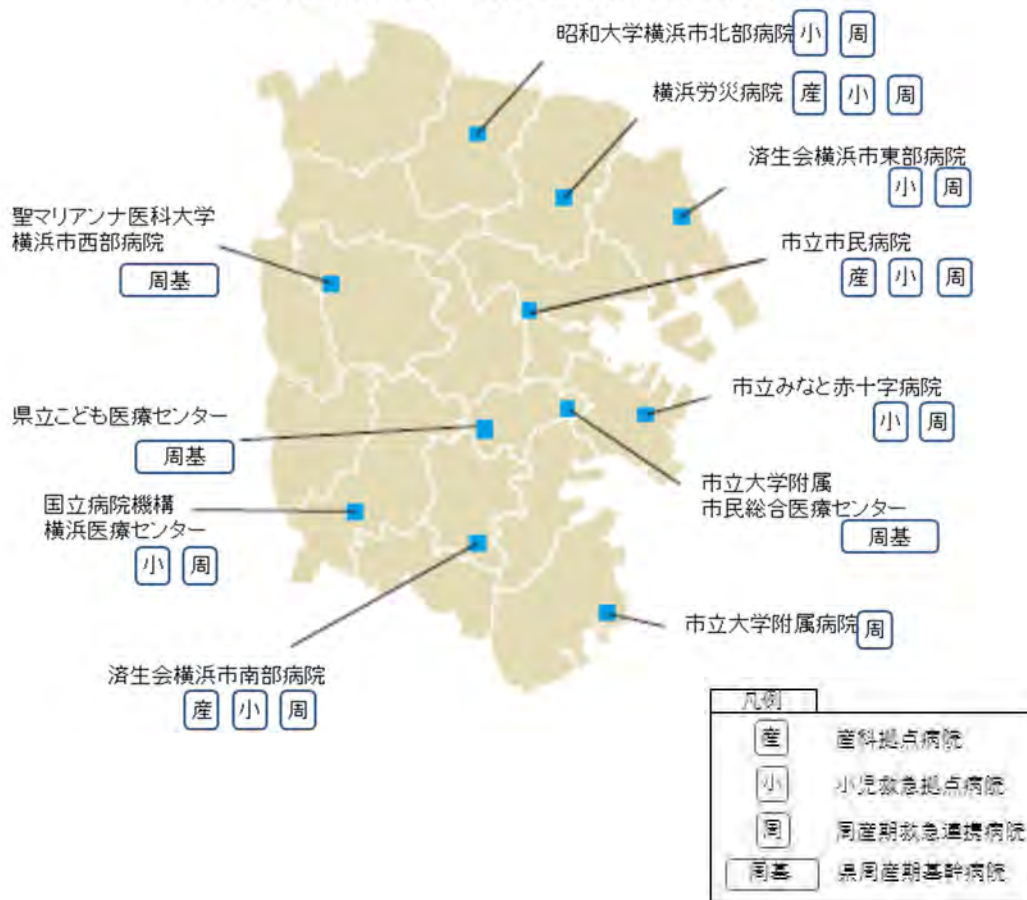 昭和大学横浜市北部病院 小 周
横浜労災病院 産 小 周
済生会横浜市東部病院
小 周
聖マリアンナ医科大学
横浜市西部病院
周基
市立市民病院
産 小 周
県立こども医療センター
周基
市立みなと赤十字病院
小 周
国立病院機構
横浜医療センター
小 周
市立大学附属
市民総合医療センター
周基
市立大学附属病院 周
済生会横浜市南部病院
産 小 周
凡例
産 産科拠点病院
小 小児救急拠点病院
周 周産期救急連携病院
周基 県周産期基幹病院